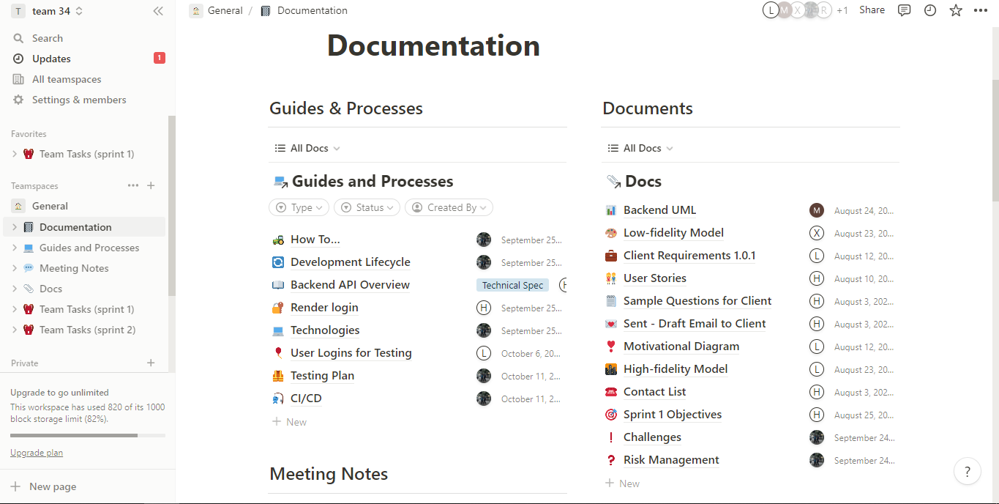 T team 34
Search
Updates 1
All teamspaces
Settings & members
Favorites
Team Tasks (sprint 1)
Teamspaces
General
Documentation
Guides and Processes
Meeting Notes
Docs
Team Tasks (sprint 1)
Team Tasks (sprint 2)
Private
Upgrade to go unlimited
This workspace has used 820 of its 1000
block storage limit (82%).
Upgrade plan
New page
General / Documentation
L M X R +1 Share
Documentation
Guides & Processes
All Docs
Guides and Processes
Type Status Created By
How To... September 25...
Development Lifecycle September 25...
Backend API Overview Technical Spec H
Render login H September 25...
Technologies September 25...
User Logins for Testing L October 6, 20...
Testing Plan October 11, 2...
CI/CD October 11, 2...
New
Meeting Notes
Documents
All Docs
Docs
Backend UML M August 24, 20...
Low-fidelity Model X August 23, 20...
Client Requirements 1.0.1 L August 12, 20...
User Stories H August 10, 20...
Sample Questions for Client H August 3, 202...
Sent - Draft Email to Client H August 3, 202...
Motivational Diagram L August 12, 20...
High-fidelity Model L August 23, 20...
Contact List H August 3, 202...
Sprint 1 Objectives H August 25, 20...
Challenges September 24...
Risk Management September 24...
New
?